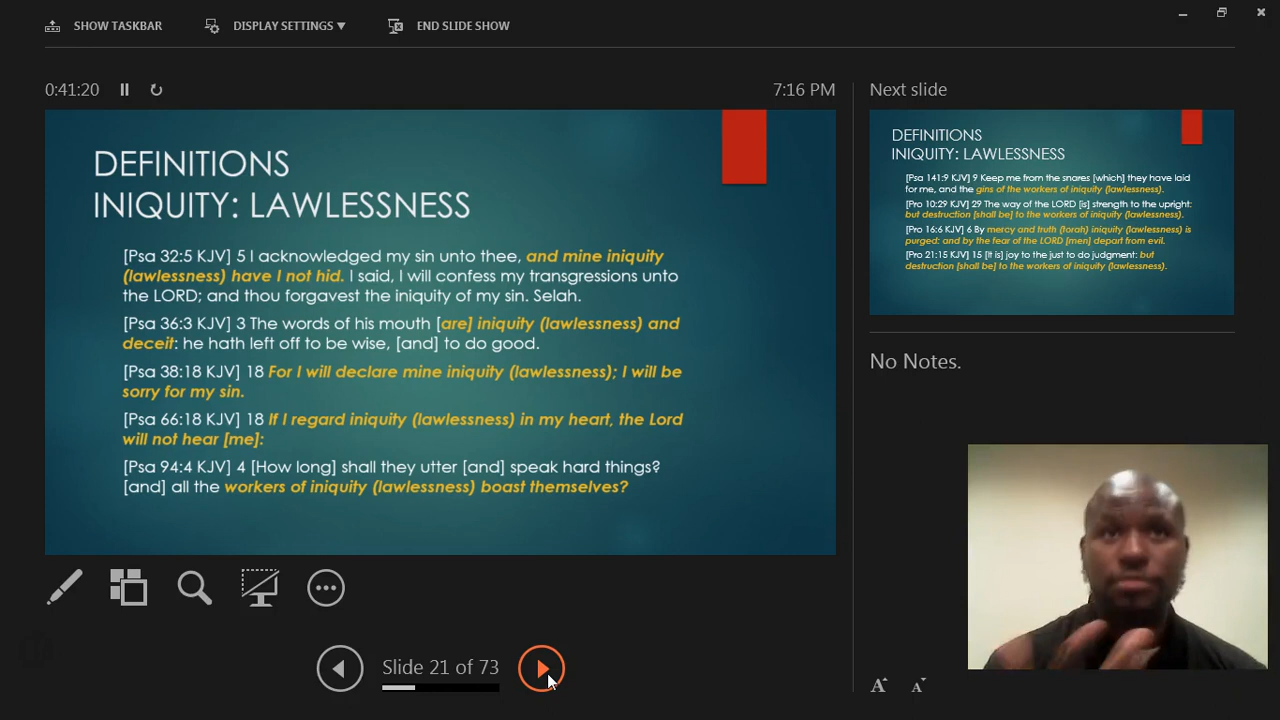 SHOW TASKBAR
DISPLAY SETTINGS ▼
END SLIDE SHOW
0:41:20
7:16 PM
DEFINITIONS
INIQUITY: LAWLESSNESS
[Psa 32:5 KJV] 5 I acknowledged my sin unto thee, and mine iniquity
(lawlessness) have I not hid. I said, I will confess my transgressions unto
the LORD; and thou forgavest the iniquity of my sin. Selah.
[Psa 36:3 KJV] 3 The words of his mouth [are] iniquity (lawlessness) and
deceit: he hath left off to be wise, [and] to do good.
[Psa 38:18 KJV] 18 For I will declare mine iniquity (lawlessness); I will be
sorry for my sin.
[Psa 66:18 KJV] 18 If I regard iniquity (lawlessness) in my heart, the Lord
will not hear [me]:
[Psa 94:4 KJV] 4 [How long] shall they utter [and] speak hard things?
[and] all the workers of iniquity (lawlessness) boast themselves?
Slide 21 of 73
Next slide
DEFINITIONS
INIQUITY: LAWLESSNESS
[Psa 141:9 KJV] 9 Keep me from the snares [which] they have laid
for me, and the gins of the workers of iniquity (lawlessness).
[Pro 10:29 KJV] 29 The way of the LORD [is] strength to the upright:
but destruction [shall be] to the workers of iniquity (lawlessness).
[Pro 16:6 KJV] 6 By mercy and truth (torah) iniquity (lawlessness) is
purged: and by the fear of the LORD [men] depart from evil.
[Pro 21:15 KJV] 15 [It is] joy to the just to do judgment: but
destruction [shall be] to the workers of iniquity (lawlessness).
No Notes.
A A